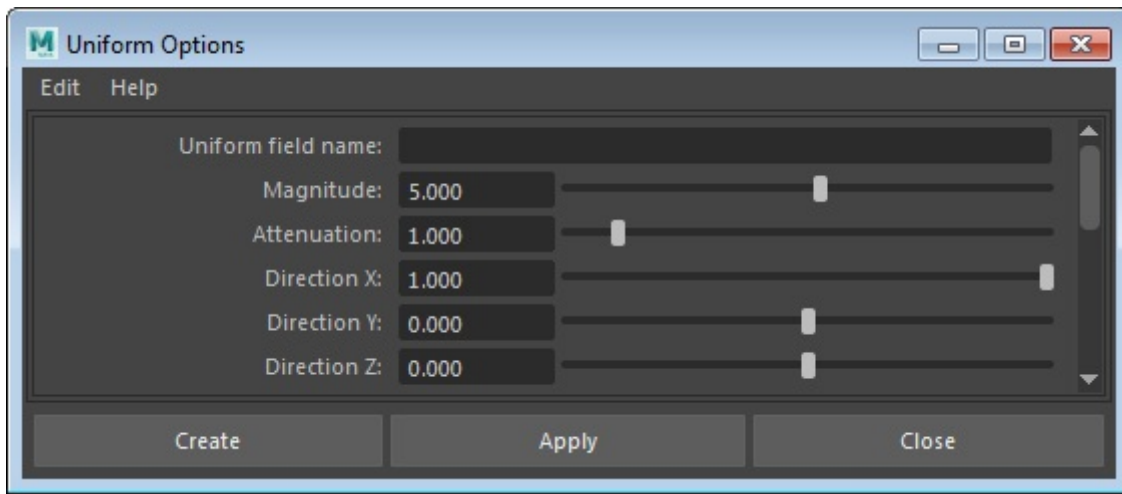 Uniform Options
Edit Help
Uniform field name:
Magnitude: 5.000
Attenuation: 1.000
Direction X: 1.000
Direction Y: 0.000
Direction Z: 0.000
Create Apply Close